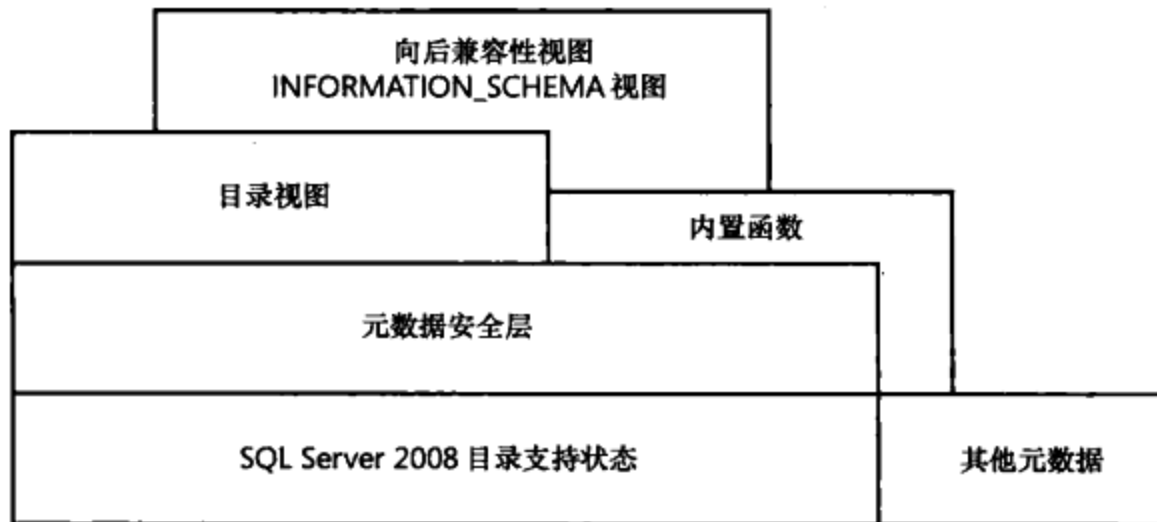 向后兼容性视图
INFORMATION_SCHEMA 视图
目录视图
内置函数
元数据安全层
SQL Server 2008 目录支持状态
其他元数据